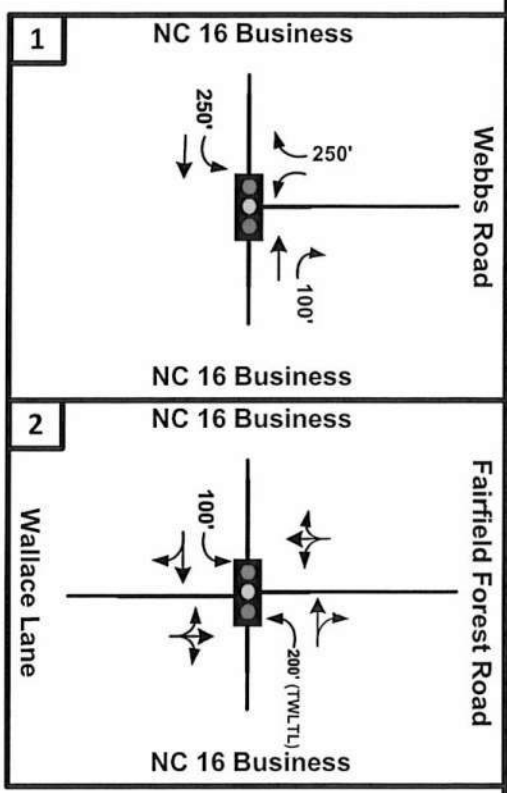 1
NC 16 Business
250'
250'
Webbs Road
100'
NC 16 Business
2
NC 16 Business
Fairfield Forest Road
100'
Wallace Lane
200' (TWLTL)
NC 16 Business